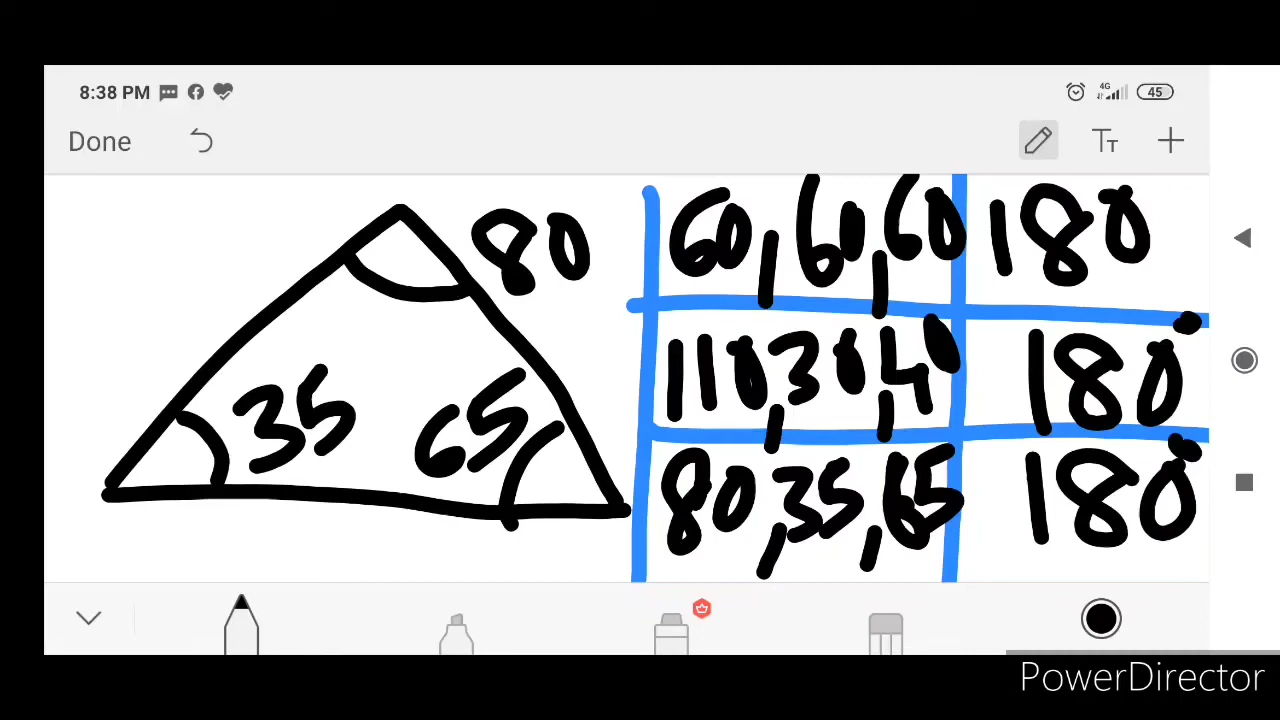 8:38 PM 4G 45
Done
80
35 65
60, 60, 60 180
110, 30, 40 180°
80, 35, 65 180°
PowerDirector